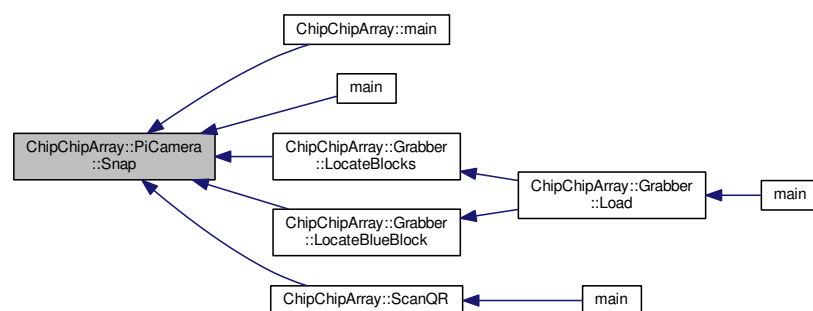 ChipChipArray::main
main
ChipChipArray::PiCamera
::Snap
ChipChipArray::Grabber
::LocateBlocks
ChipChipArray::Grabber
::Load
main
ChipChipArray::Grabber
::LocateBlueBlock
ChipChipArray::ScanQR
main